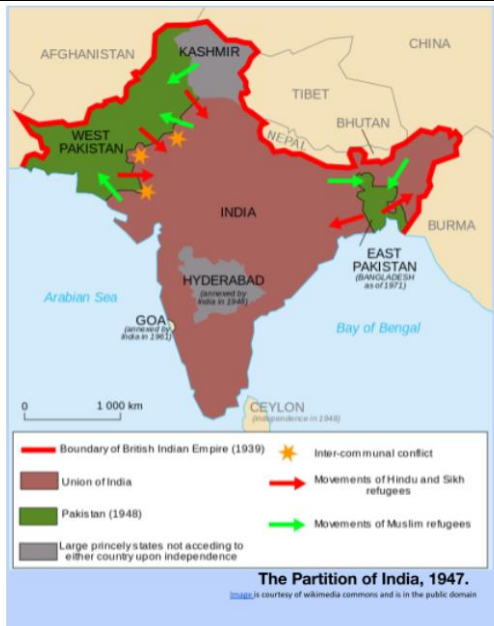 AFGHANISTAN
KASHMIR
CHINA
TIBET
WEST
PAKISTAN
NEPAL
BHUTAN
INDIA
BURMA
EAST
PAKISTAN
(BANGLADESH
as of 1971)
HYDERABAD
(annexed by
India in 1948)
Arabian Sea
GOA
(annexed by
India in 1961)
Bay of Bengal
0 1 000 km
CEYLON
(independence in 1948)
Boundary of British Indian Empire (1939)
Inter-communal conflict
Union of India
Movements of Hindu and Sikh
refugees
Pakistan (1948)
Movements of Muslim refugees
Large princely states not acceding to
either country upon independence
The Partition of India, 1947.
Image is courtesy of wikimedia commons and is in the public domain